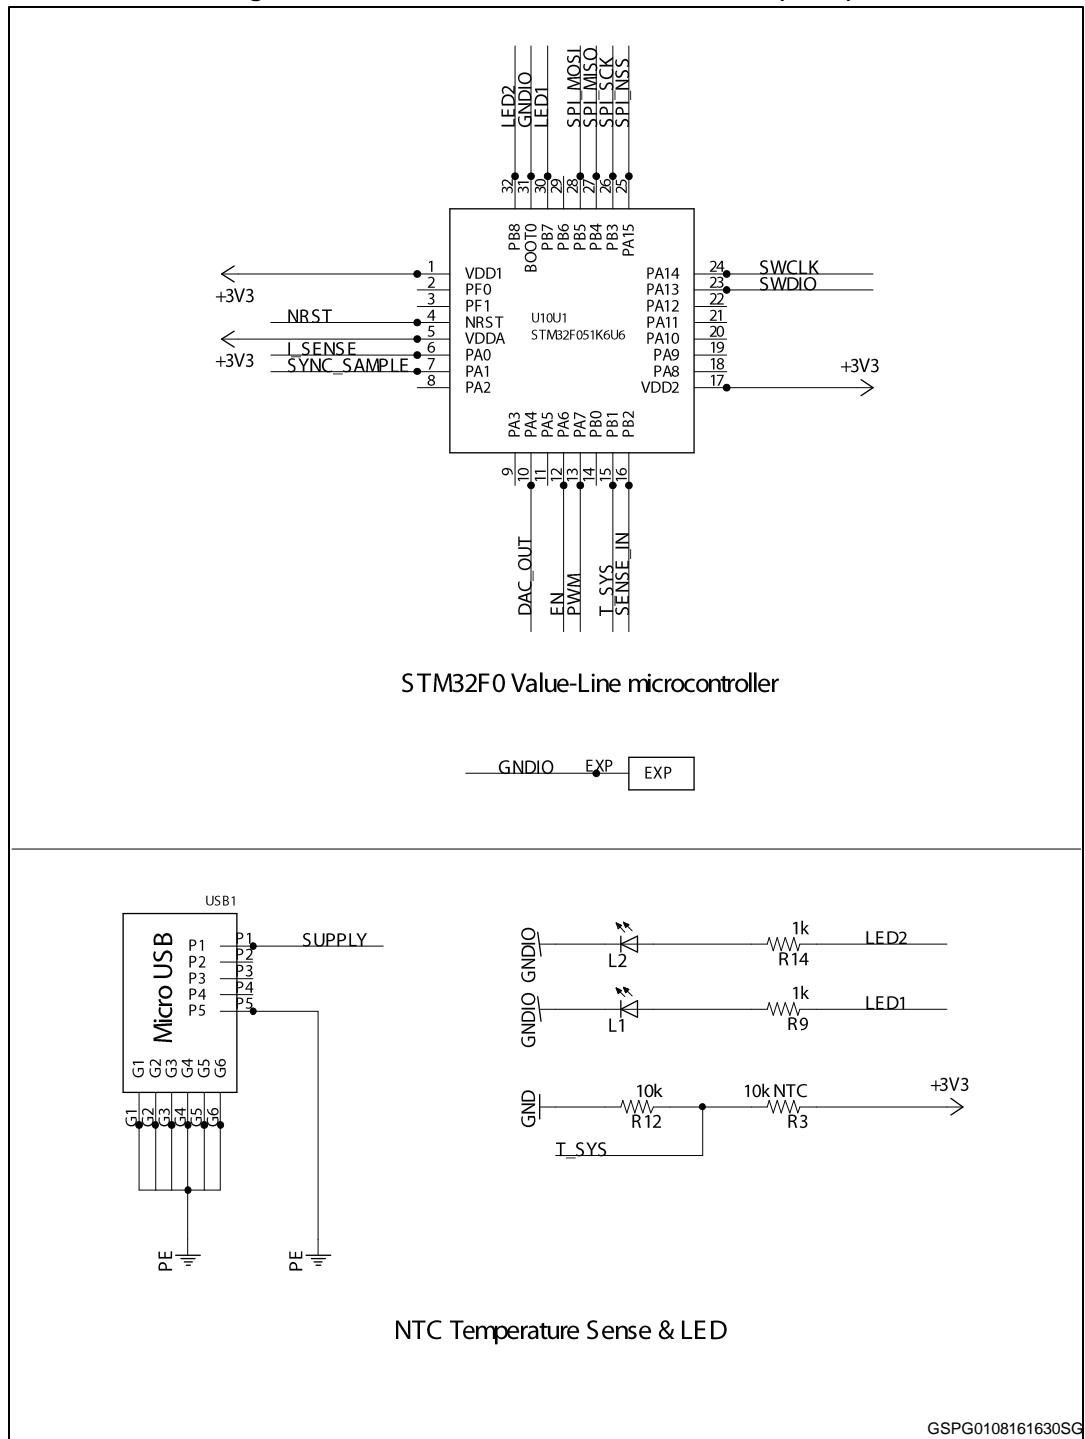 LED2
GNDIO
LED1
SPI_MOSI
SPI_MISO
SPI_SCK
SPI_NSS
32
31
30
29
28
27
26
25
PB8
BOOT0
PB7
PB6
PB5
PB4
PB3
PA15
1 VDD1
2 PF0
3 PF1
4 NRST
5 VDDA
6 PA0
7 PA1
8 PA2
+3V3
NRST
+3V3
I_SENSE
SYNC_SAMPLE
U10U1
STM32F051K6U6
PA14 24 SWCLK
PA13 23 SWDIO
PA12 22
PA11 21
PA10 20
PA9 19
PA8 18
VDD2 17
+3V3
PA3
PA4
PA5
PA6
PA7
PB0
PB1
PB2
9
10
11
12
13
14
15
16
DAC_OUT
EN
PWM
T_SYS
SENSE_IN
STM32F0 Value-Line microcontroller
GNDIO EXP EXP
USB1
Micro USB
P1 P1 SUPPLY
P2 P2
P3 P3
P4 P4
P5 P5
G1
G2
G3
G4
G5
G6
G1
G2
G3
G4
G5
G6
PE
PE
GNDIO L2 1k R14 LED2
GNDIO L1 1k R9 LED1
GND 10k R12 10k NTC R3 +3V3
T_SYS
NTC Temperature Sense & LED
GSPG0108161630SG